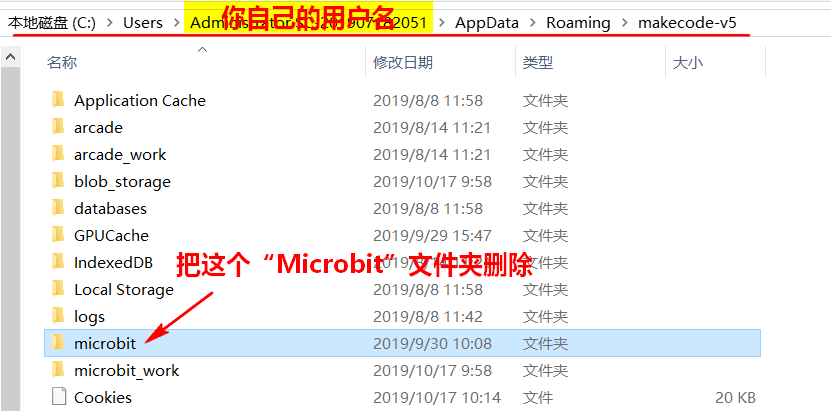 本地磁盘 (C:) › Users › 你自己的用户名 › AppData › Roaming › makecode-v5
名称 修改日期 类型 大小
Application Cache 2019/8/8 11:58 文件夹
arcade 2019/8/14 11:21 文件夹
arcade_work 2019/8/14 11:21 文件夹
blob_storage 2019/10/17 9:58 文件夹
databases 2019/8/8 11:58 文件夹
GPUCache 2019/9/29 15:47 文件夹
IndexedDB
把这个“Microbit”文件夹删除
Local Storage 2019/8/8 11:58 文件夹
logs 2019/8/8 11:42 文件夹
microbit 2019/9/30 10:08 文件夹
microbit_work 2019/10/17 9:58 文件夹
Cookies 2019/10/17 10:14 文件 20 KB